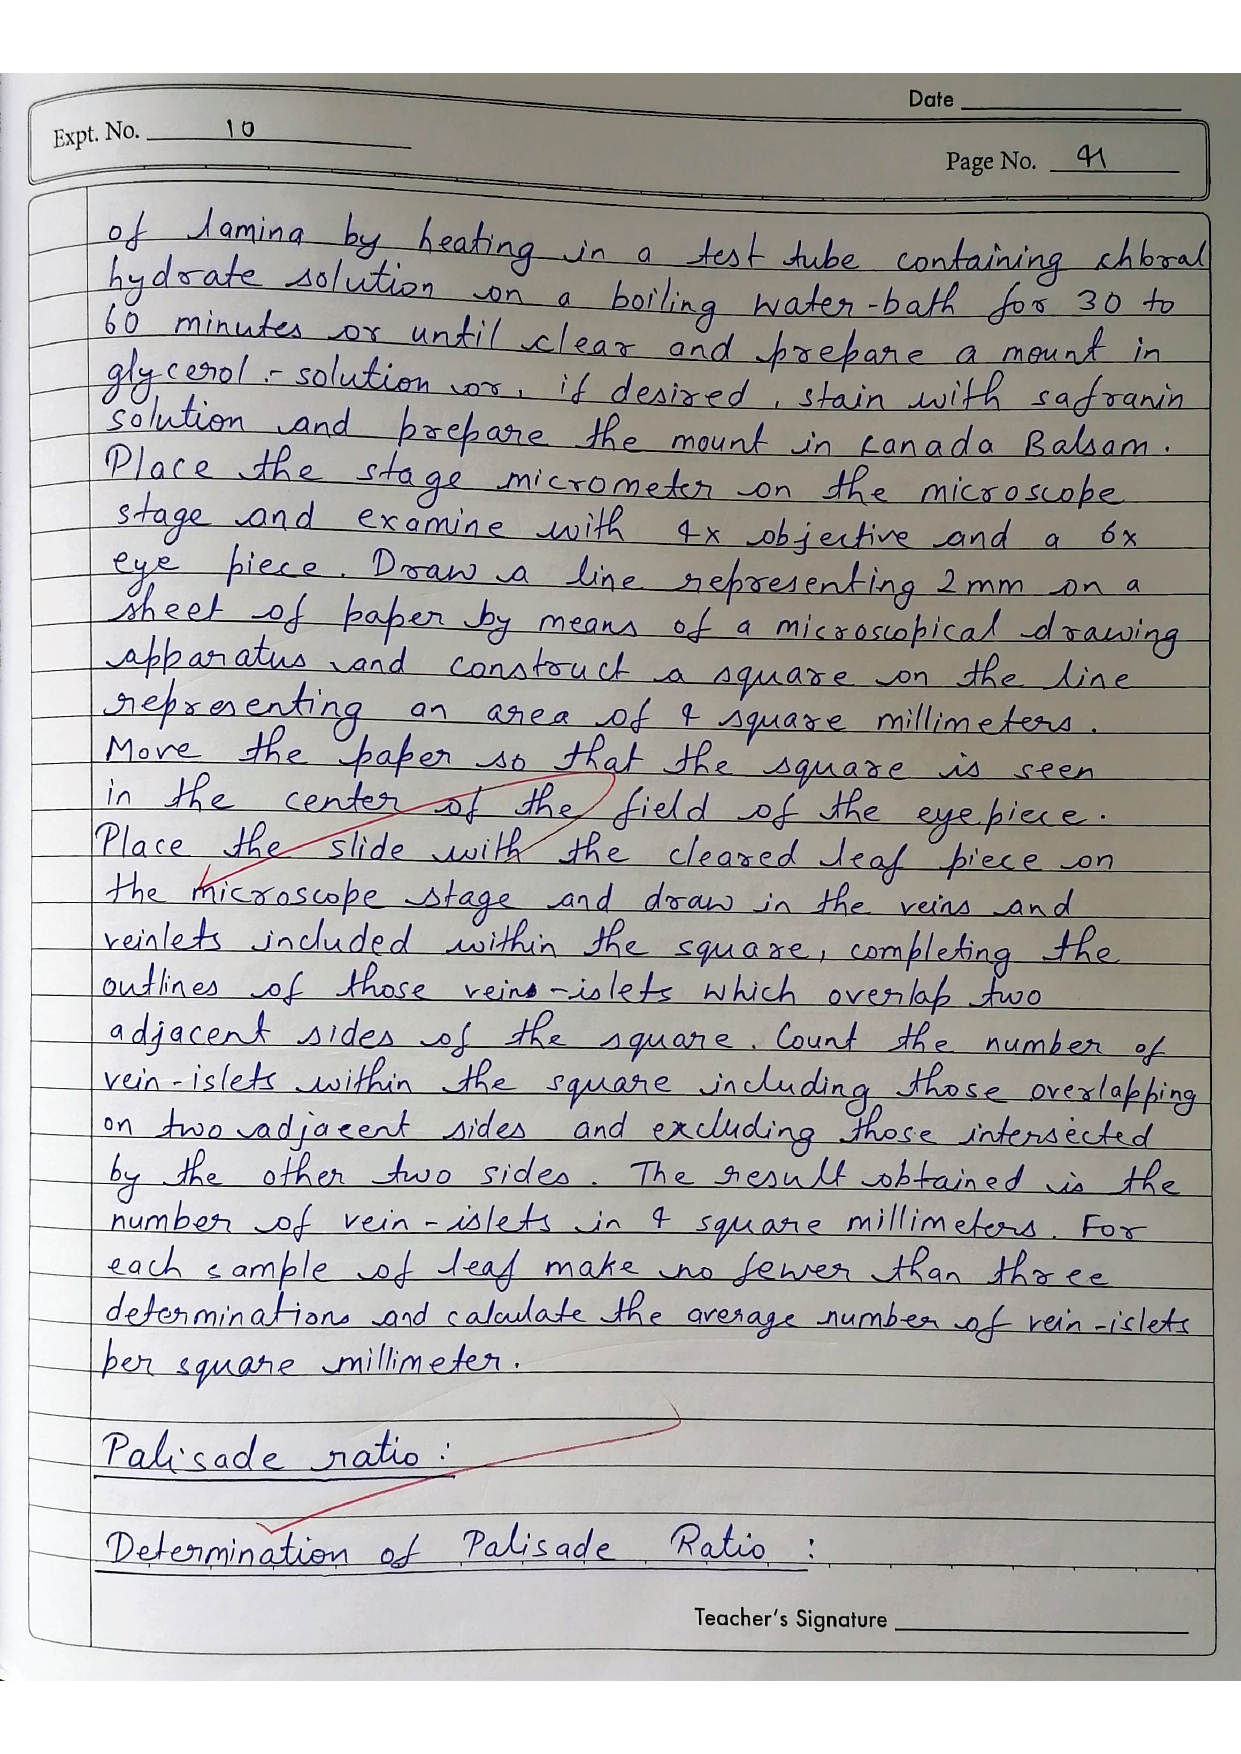 Date
Expt. No. 10
Page No. 41
of lamina by heating in a test tube containing chloral
hydrate solution on a boiling water-bath for 30 to
60 minutes or until clear and prepare a mount in
glycerol - solution or, if desired, stain with safranin
solution and prepare the mount in canada Balsam.
Place the stage micrometer on the microscope
stage and examine with 4x objective and a 6x
eye piece. Draw a line representing 2mm on a
sheet of paper by means of a microscopical drawing
apparatus and construct a square on the line
representing an area of 4 square millimeters.
Move the paper so that the square is seen
in the center of the field of the eyepiece.
Place the slide with the cleared leaf piece on
the microscope stage and draw in the veins and
veinlets included within the square, completing the
outlines of those veins-islets which overlap two
adjacent sides of the square. Count the number of
vein-islets within the square including those overlapping
on two adjacent sides and excluding those intersected
by the other two sides. The result obtained is the
number of vein-islets in 4 square millimeters. For
each sample of leaf make no fewer than three
determinations and calculate the average number of vein-islets
per square millimeter.
Palisade ratio :
Determination of Palisade Ratio :
Teacher's Signature